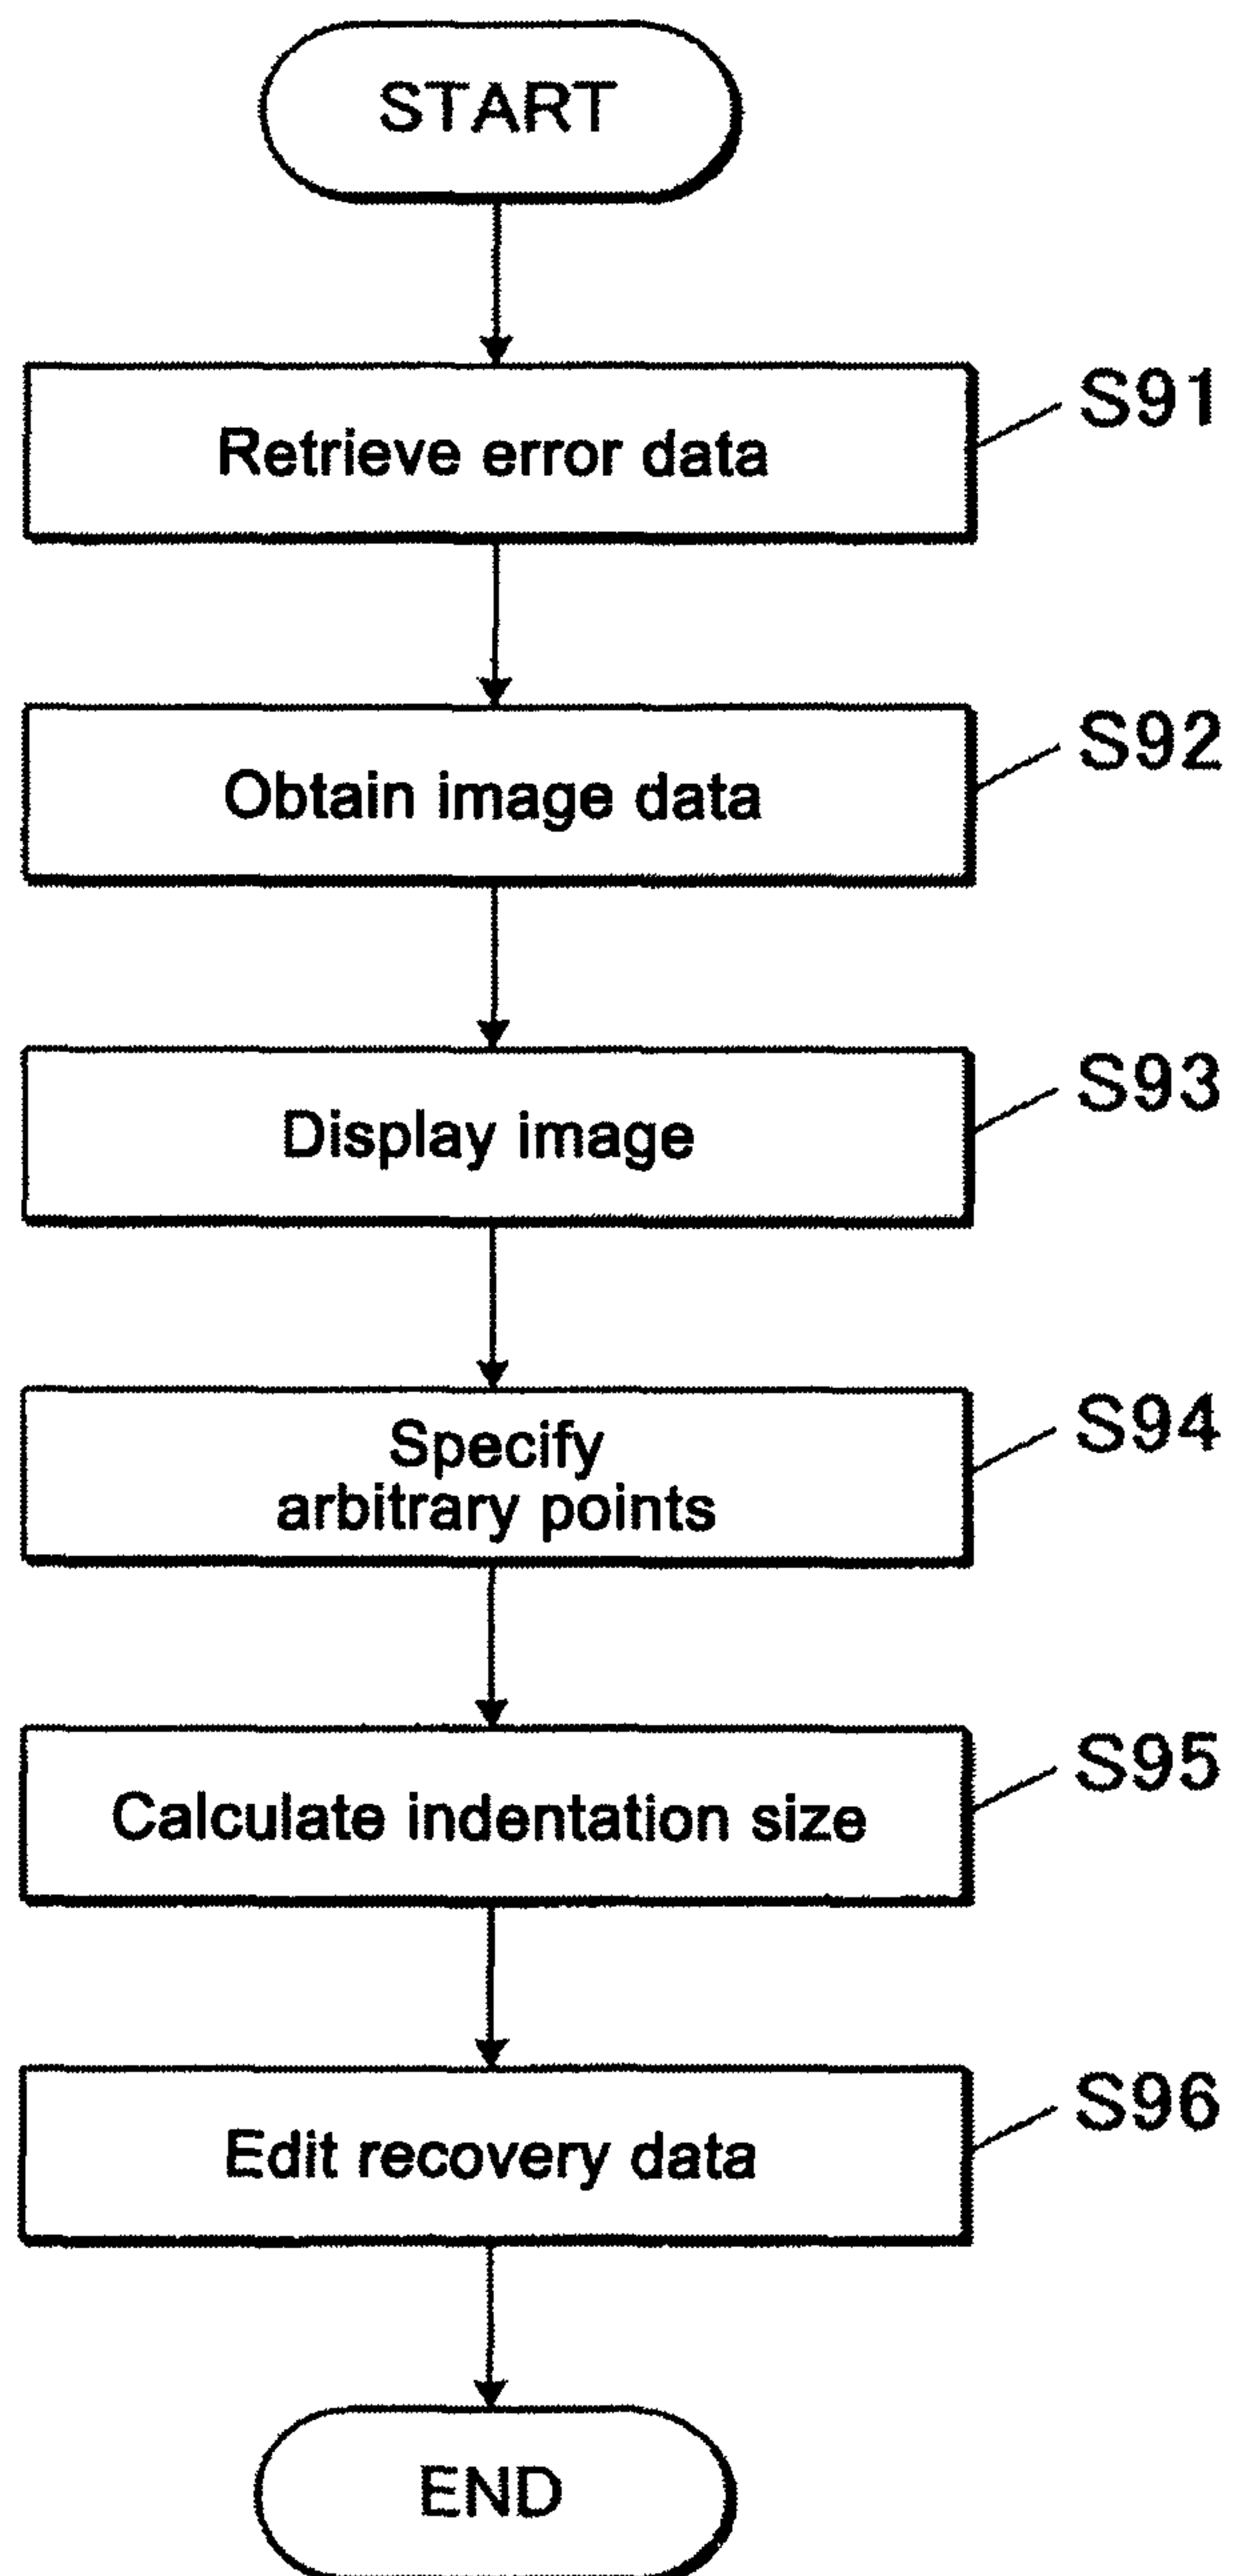 START
Retrieve error data
S91
Obtain image data
S92
Display image
S93
Specify
arbitrary points
S94
Calculate indentation size
S95
Edit recovery data
S96
END